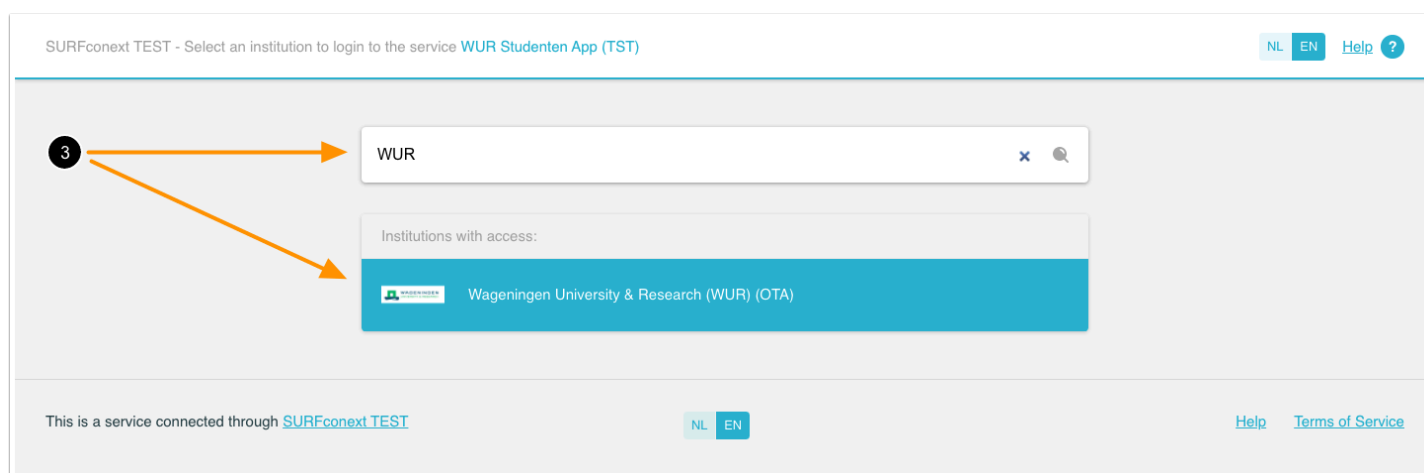 SURFconext TEST - Select an institution to login to the service WUR Studenten App (TST)
NL EN Help ?
3
WUR
Institutions with access:
WAGENINGEN
Wageningen University & Research (WUR) (OTA)
This is a service connected through SURFconext TEST
NL EN
Help Terms of Service